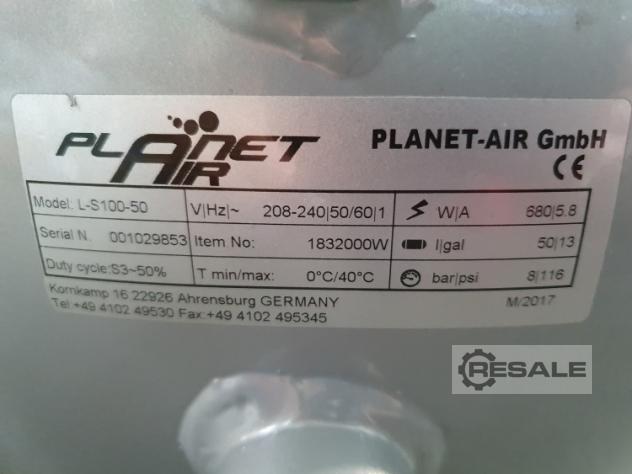 PLANET AIR
PLANET-AIR GmbH
CE
Model: L-S100-50 V|Hz|~ 208-240|50/60|1 W|A 680|5.8
Serial N. 001029853 Item No: 1832000W l|gal 50|13
Duty cycle:S3~50% T min/max: 0°C/40°C bar|psi 8|116
Kornkamp 16 22926 Ahrensburg GERMANY M/2017
Tel:+49 4102 49530 Fax:+49 4102 495345
RESALE